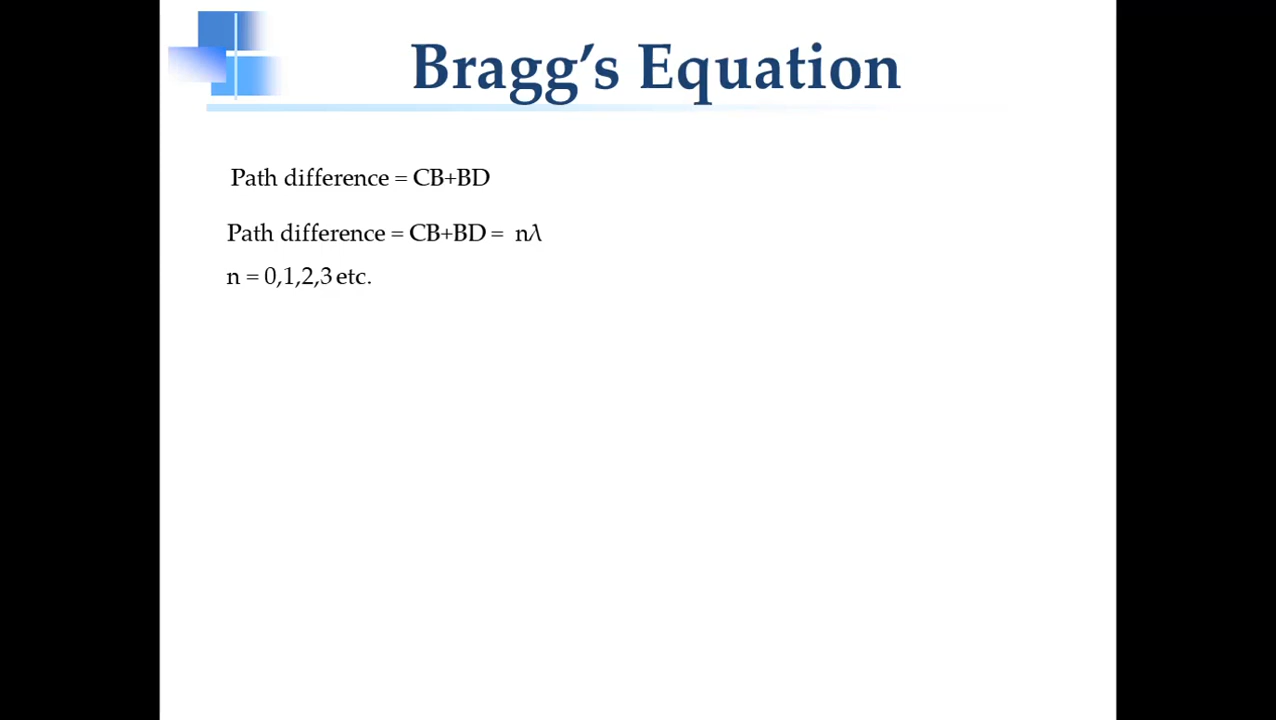 Bragg’s Equation
Path difference = CB+BD
Path difference = CB+BD = nλ
n = 0,1,2,3 etc.